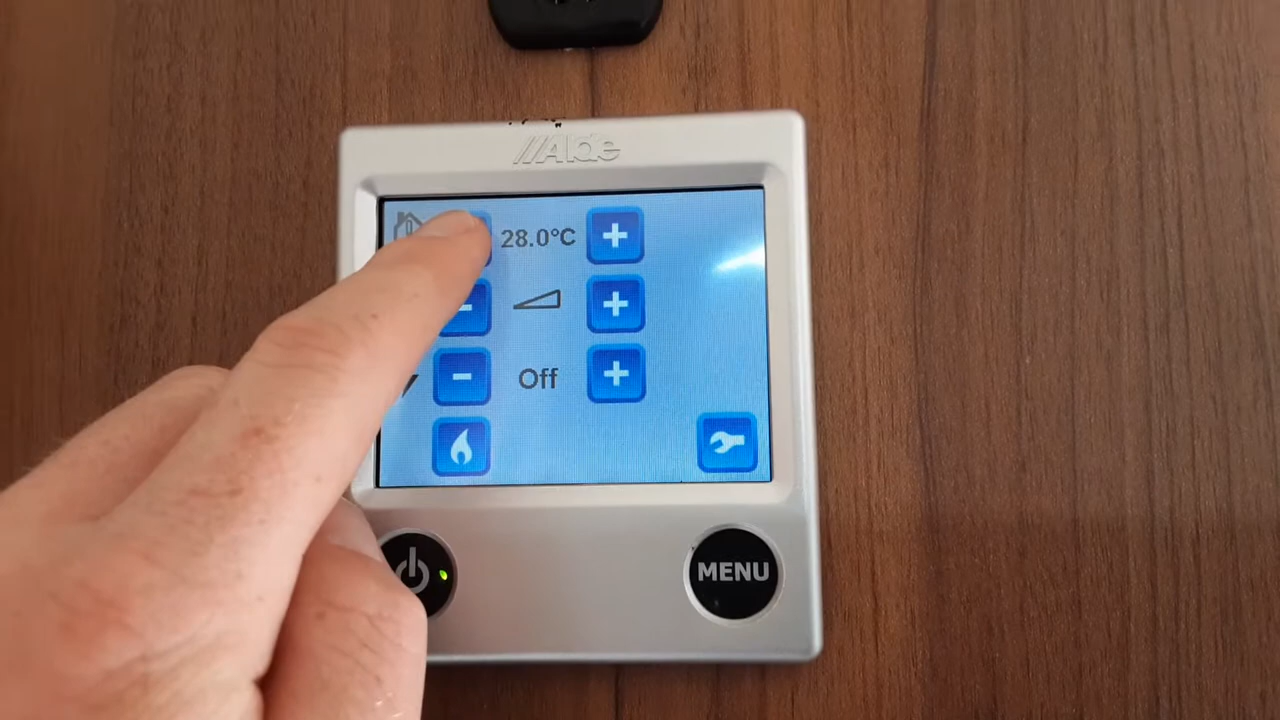 Alde
28.0°C +
- +
- Off +
MENU